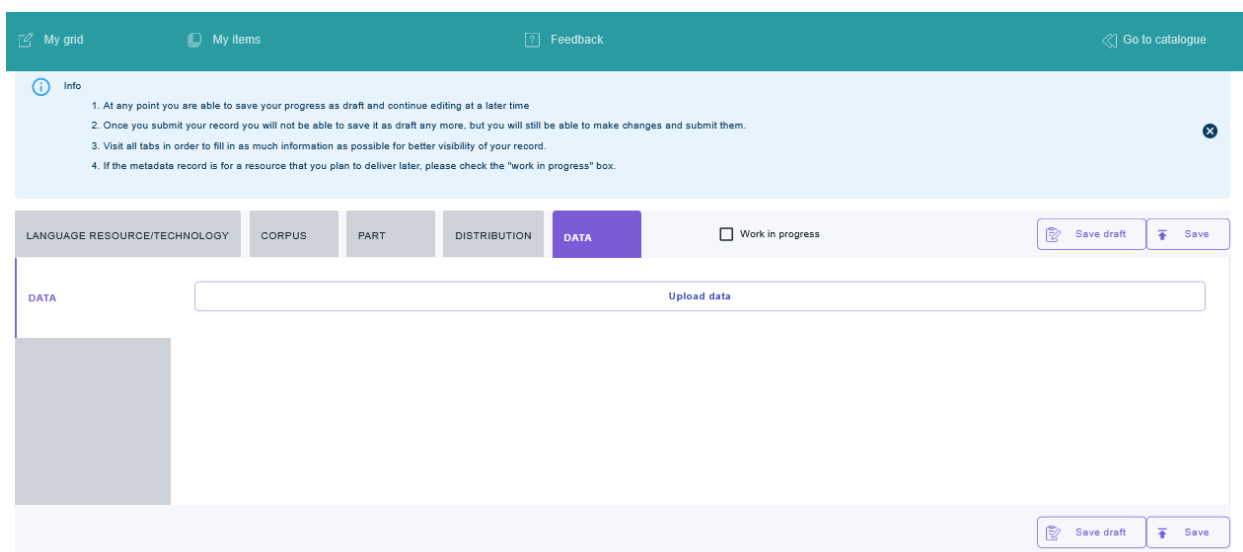 My grid My items Feedback Go to catalogue
Info
1. At any point you are able to save your progress as draft and continue editing at a later time
2. Once you submit your record you will not be able to save it as draft any more, but you will still be able to make changes and submit them.
3. Visit all tabs in order to fill in as much information as possible for better visibility of your record.
4. If the metadata record is for a resource that you plan to deliver later, please check the "work in progress" box.
LANGUAGE RESOURCE/TECHNOLOGY CORPUS PART DISTRIBUTION DATA Work in progress Save draft Save
DATA Upload data
Save draft Save